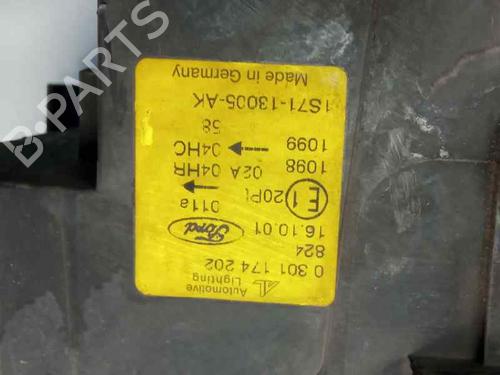 Automotive
Lighting
0 301 174 202
824
16.10.01
Ford
011a
E1
20PL
1098 02A 04HR
1099 04HC
58
1S71-13005-AK
Made in Germany
B-PARTS